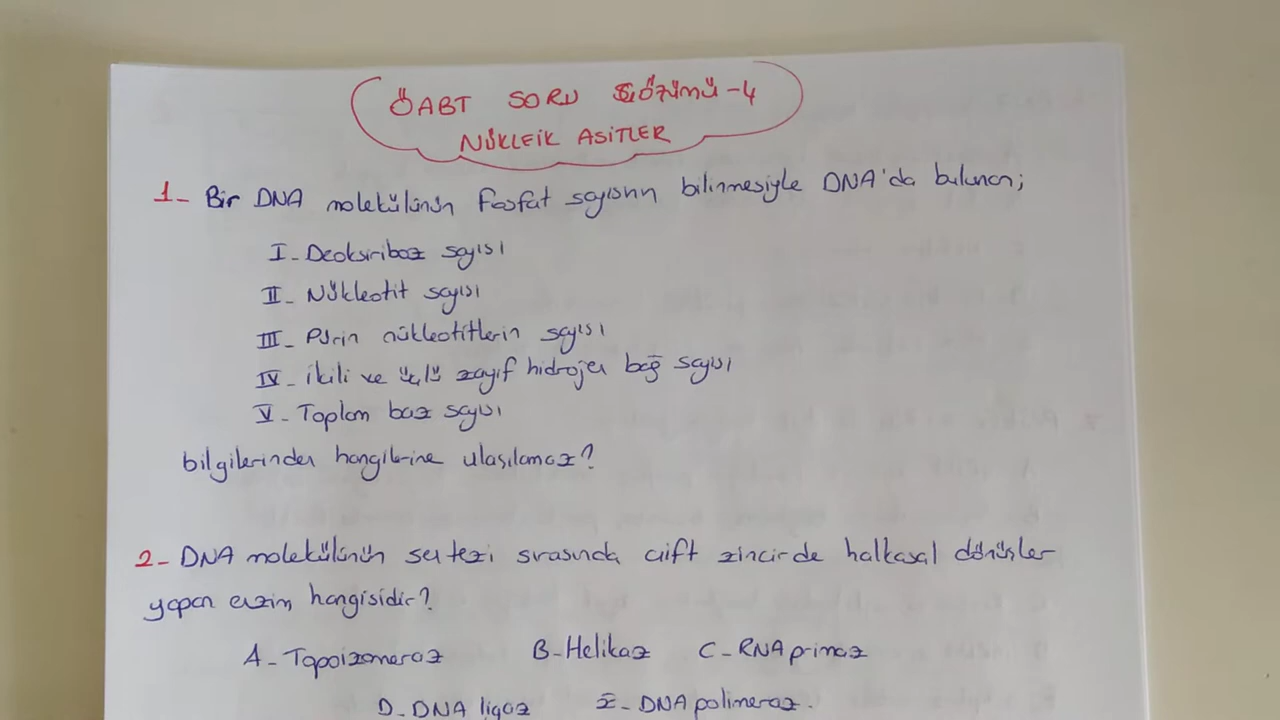 ÖABT SORU ÇÖZÜMÜ-4
NÜKLEİK ASİTLER
1- Bir DNA molekülünün fosfat sayısının bilinmesiyle DNA'da bulunan;
I- Deoksiriboz sayısı
II- Nükleotit sayısı
III- Pürin nükleotitlerin sayısı
IV- İkili ve üçlü zayıf hidrojen bağ sayısı
V- Toplam baz sayısı
bilgilerinden hangilerine ulaşılamaz?
2- DNA molekülünün sentezi sırasında çift zincirde halkasal dönüşler
yapan enzim hangisidir?
A- Topoizomeraz B- Helikaz C- RNA primaz
D- DNA ligaz E- DNA polimeraz.